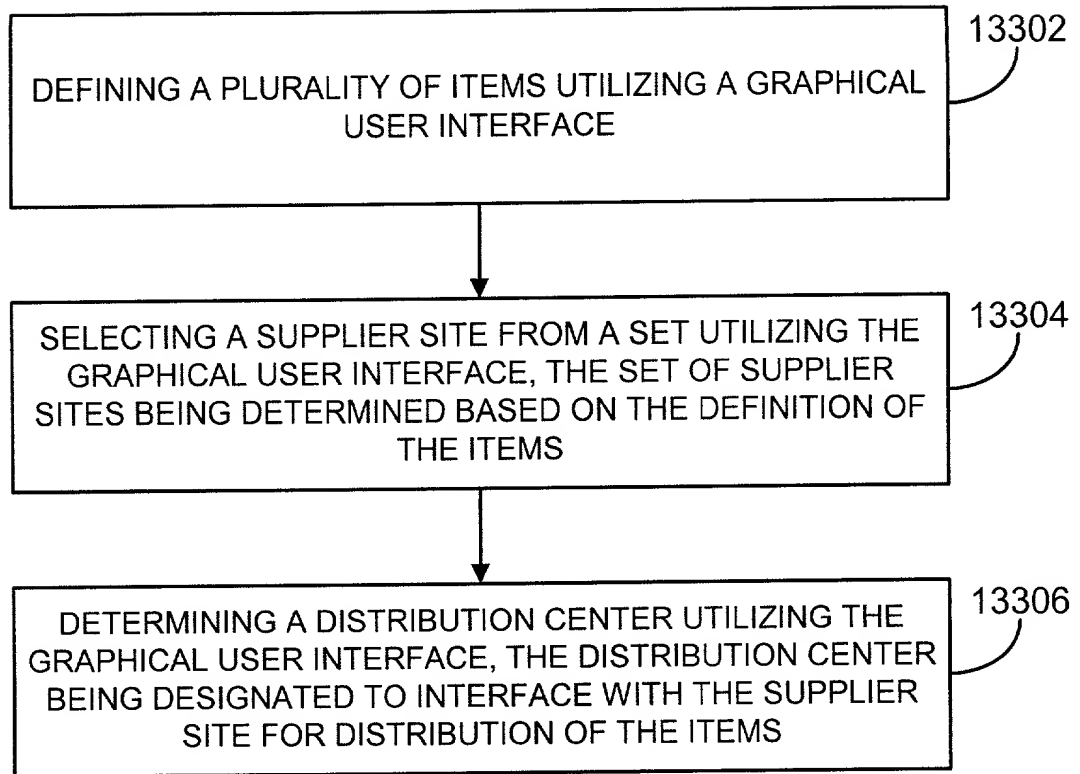 13302
DEFINING A PLURALITY OF ITEMS UTILIZING A GRAPHICAL
USER INTERFACE
13304
SELECTING A SUPPLIER SITE FROM A SET UTILIZING THE
GRAPHICAL USER INTERFACE, THE SET OF SUPPLIER
SITES BEING DETERMINED BASED ON THE DEFINITION OF
THE ITEMS
13306
DETERMINING A DISTRIBUTION CENTER UTILIZING THE
GRAPHICAL USER INTERFACE, THE DISTRIBUTION CENTER
BEING DESIGNATED TO INTERFACE WITH THE SUPPLIER
SITE FOR DISTRIBUTION OF THE ITEMS